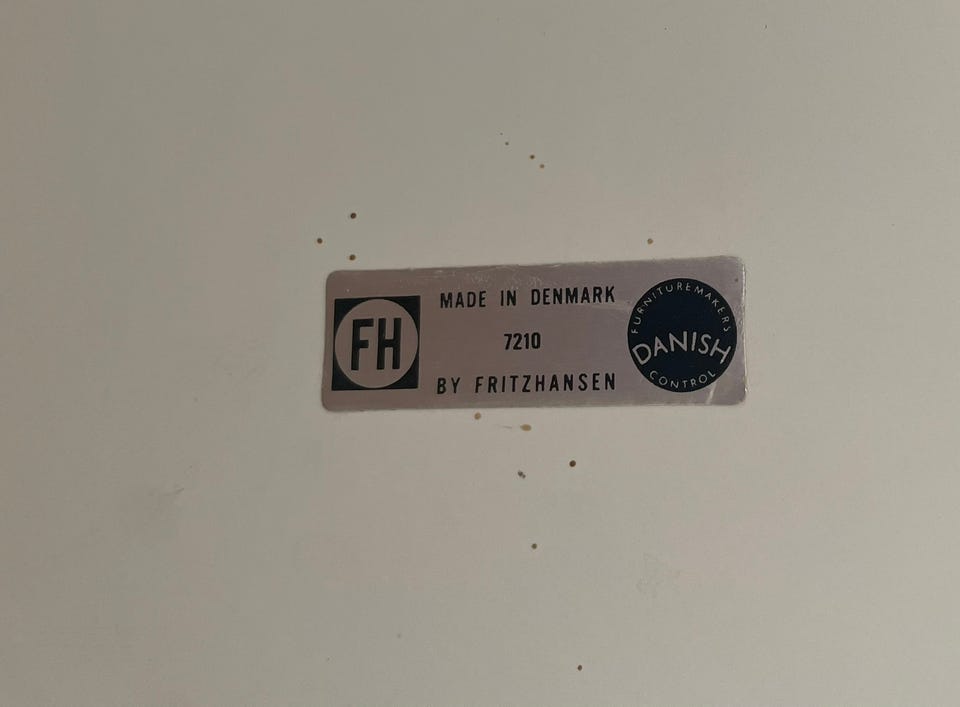 FH
MADE IN DENMARK
7210
BY FRITZHANSEN
FURNITUREMAKERS
DANISH
CONTROL